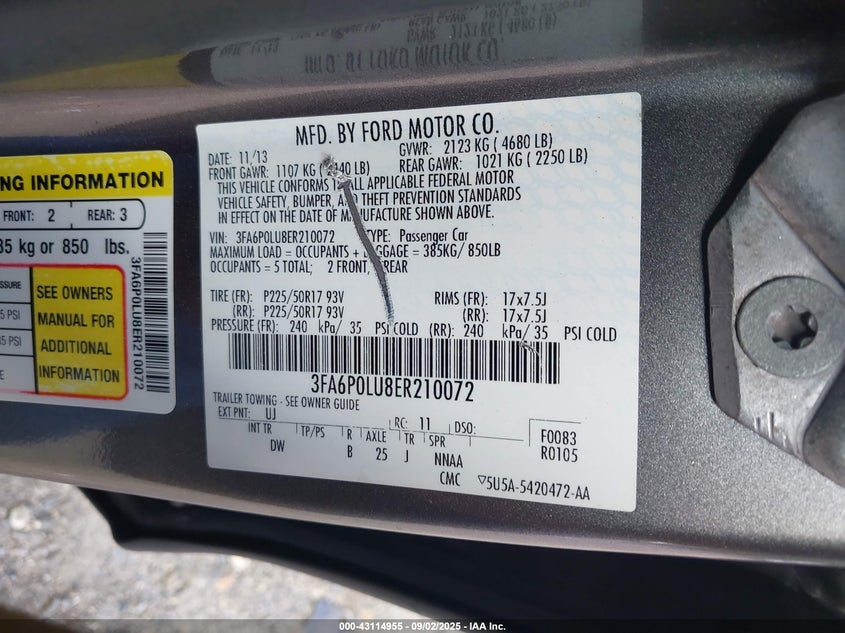 MFD. BY FORD MOTOR CO.
DATE: 11/13
GVWR: 2123 KG ( 4680 LB)
FRONT GAWR: 1107 KG ( 440 LB)
REAR GAWR: 1021 KG ( 2250 LB)
THIS VEHICLE CONFORMS ALL APPLICABLE FEDERAL MOTOR
VEHICLE SAFETY, BUMPER, THEFT PREVENTION STANDARDS
IN EFFECT ON THE DATE OF MANUFACTURE SHOWN ABOVE.
VIN: 3FA6P0LU8ER210072
TYPE: Passenger Car
MAXIMUM LOAD = OCCUPANTS + LUGGAGE = 385KG/ 850LB
OCCUPANTS = 5 TOTAL; 2 FRONT, REAR
TIRE (FR): P225/50R17 93V RIMS (FR): 17x7.5J
(RR): P225/50R17 93V (RR): 17x7.5J
PRESSURE (FR): 240 kPa/ 35 PSI COLD (RR): 240 kPa/ 35 PSI COLD
3FA6P0LU8ER210072
TRAILER TOWING - SEE OWNER GUIDE
EXT PNT: UJ RC: 11 DSO:
INT TR TP/PS R AXLE TR SPR F0083
DW B 25 J NNAA R0105
CMC ▽5U5A-5420472-AA
NG INFORMATION
FRONT: 2 REAR: 3
85 kg or 850 lbs.
SEE OWNERS
MANUAL FOR
ADDITIONAL
INFORMATION
3FA6P0LU8ER210072
000-43114955 - 09/02/2025 - IAA Inc.